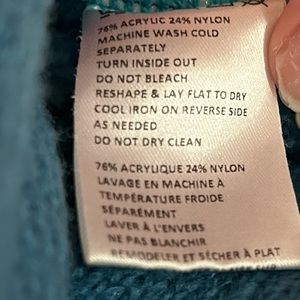 76% ACRYLIC 24% NYLON
MACHINE WASH COLD
SEPARATELY
TURN INSIDE OUT
DO NOT BLEACH
RESHAPE & LAY FLAT TO DRY
COOL IRON ON REVERSE SIDE
AS NEEDED
DO NOT DRY CLEAN
76% ACRYLIQUE 24% NYLON
LAVAGE EN MACHINE À
TEMPÉRATURE FROIDE
SÉPARÉMENT
LAVER À L'ENVERS
NE PAS BLANCHIR
REMODELER ET SÉCHER À PLAT